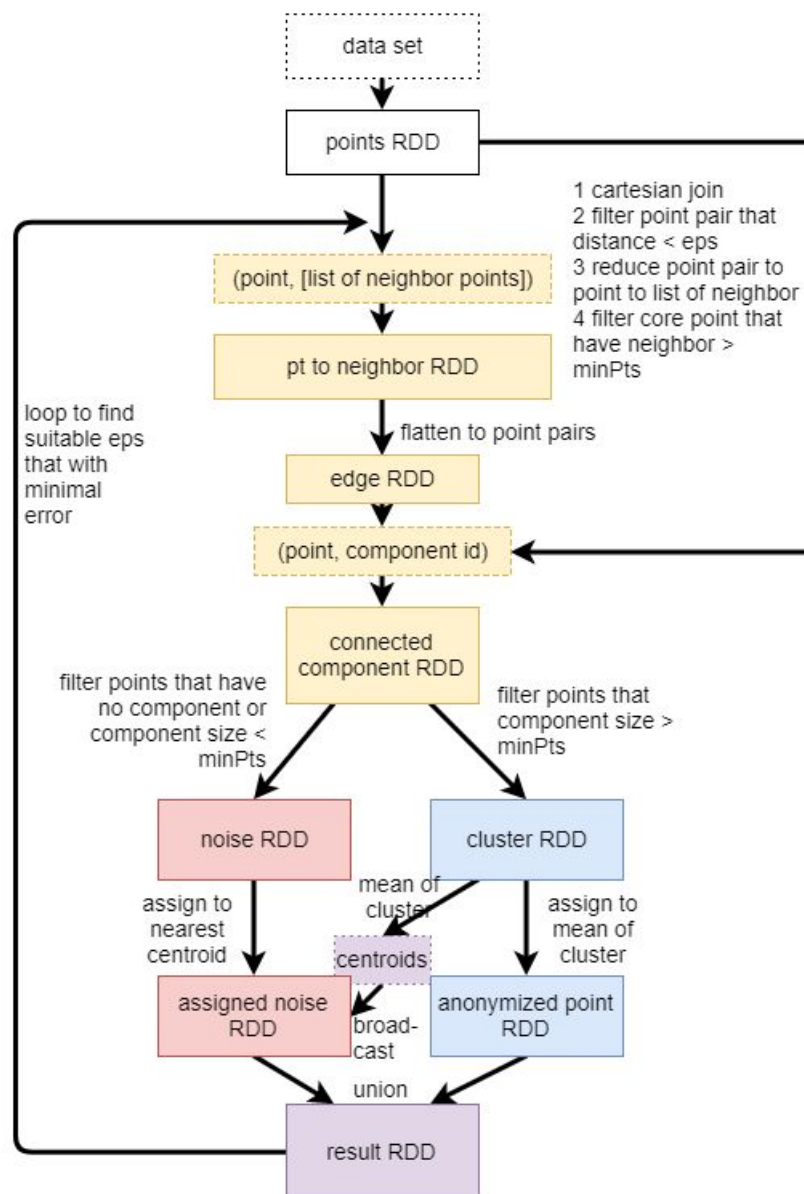 data set
points RDD
1 cartesian join
2 filter point pair that
distance < eps
3 reduce point pair to
point to list of neighbor
4 filter core point that
have neighbor >
minPts
(point, [list of neighbor points])
pt to neighbor RDD
loop to find
suitable eps
that with
minimal
error
flatten to point pairs
edge RDD
(point, component id)
connected
component RDD
filter points that have
no component or
component size <
minPts
filter points that
component size >
minPts
noise RDD
cluster RDD
mean of
cluster
assign to
nearest
centroid
assign to
mean of
cluster
centroids
assigned noise
RDD
broad-
cast
anonymized point
RDD
union
result RDD